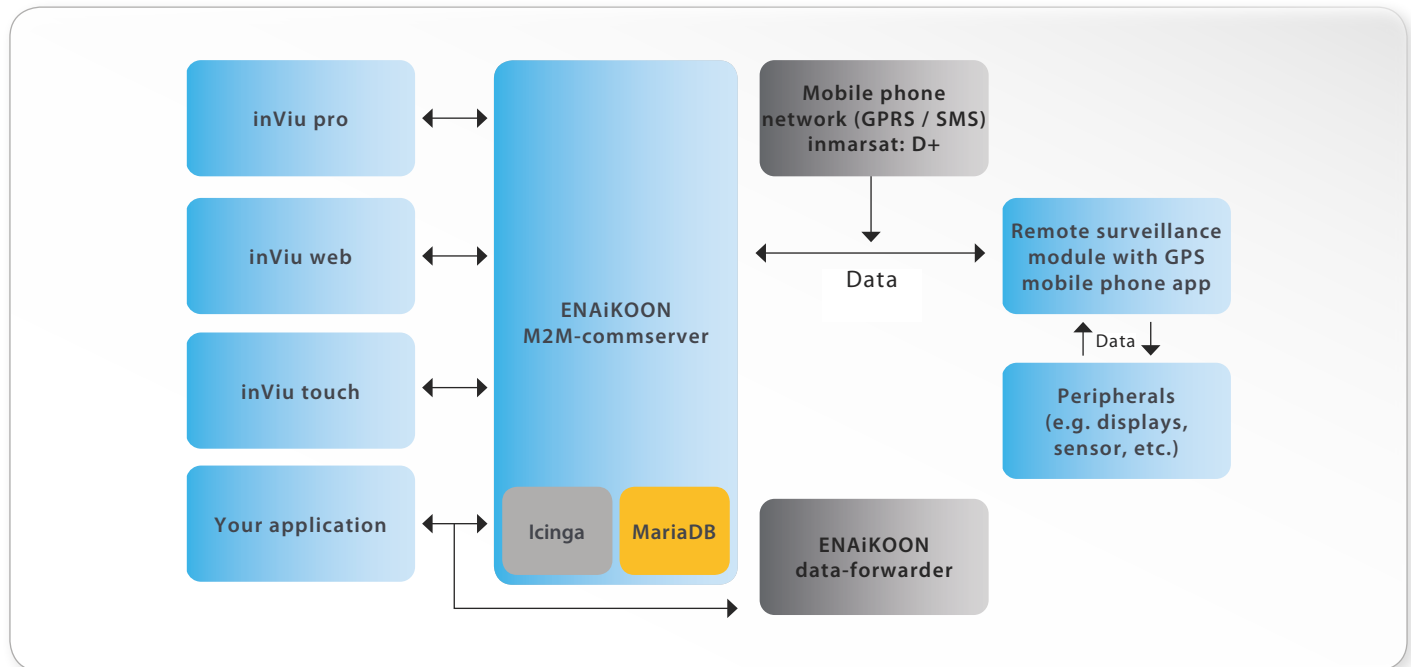 inViu pro
inViu web
inViu touch
Your application
ENAiKOON
M2M-commserver
Icinga
MariaDB
Mobile phone
network (GPRS / SMS)
inmarsat: D+
Data
Remote surveillance
module with GPS
mobile phone app
Data
Peripherals
(e.g. displays,
sensor, etc.)
ENAiKOON
data-forwarder